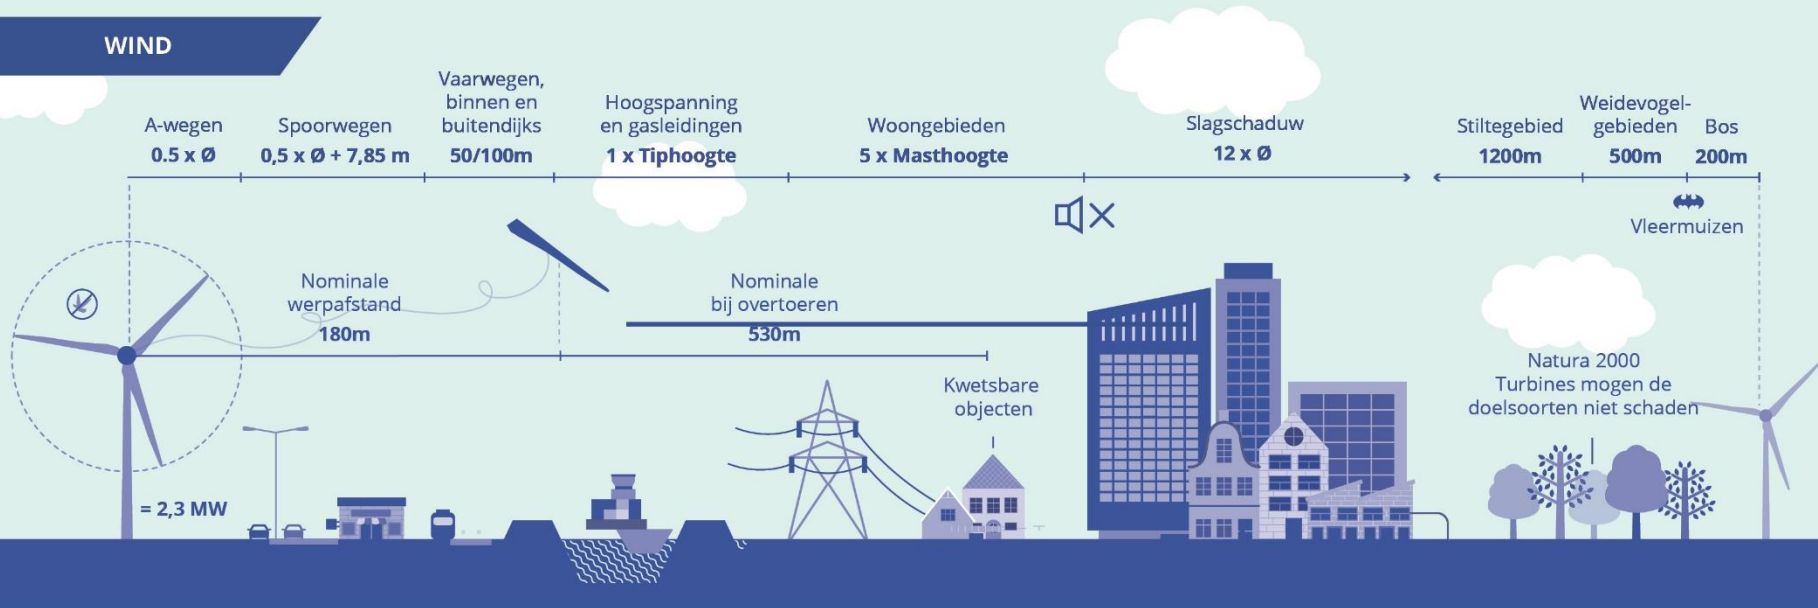 WIND
A-wegen
0.5 x Ø
Spoorwegen
0,5 x Ø + 7,85 m
Vaarwegen,
binnen en
buitendijks
50/100m
Hoogspanning
en gasleidingen
1 x Tiphoogte
Woongebieden
5 x Masthoogte
Slagschaduw
12 x Ø
Stiltegebied
1200m
Weidevogel-
gebieden
500m
Bos
200m
Vleermuizen
Nominale
werpafstand
180m
Nominale
bij overtoeren
530m
Kwetsbare
objecten
Natura 2000
Turbines mogen de
doelsoorten niet schaden
= 2,3 MW